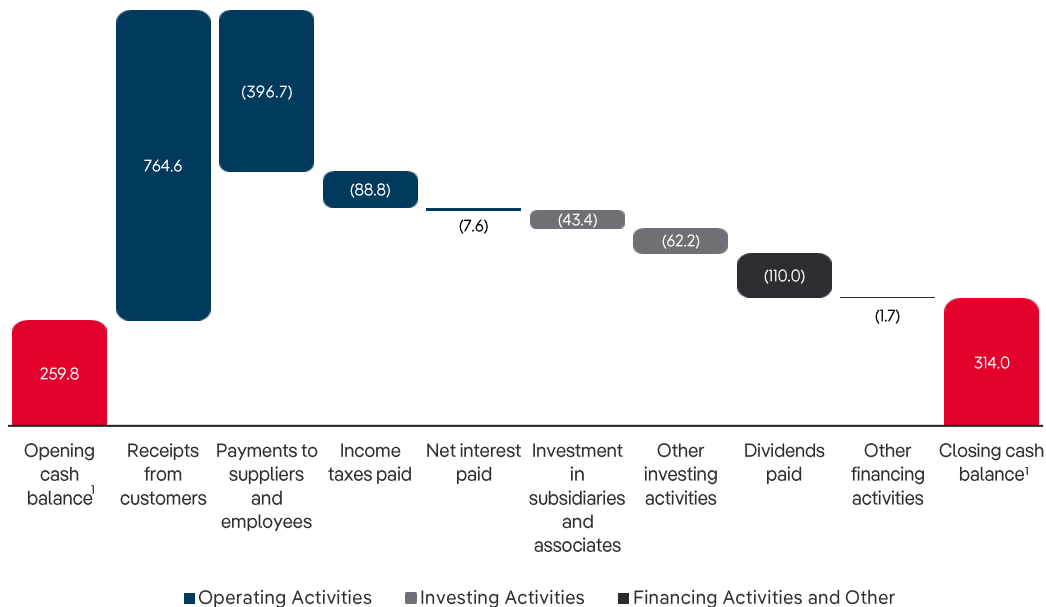 764.6
(396.7)
(88.8)
(7.6)
(43.4)
(62.2)
(110.0)
(1.7)
259.8
314.0
Opening
cash
balance¹
Receipts
from
customers
Payments to
suppliers
and
employees
Income
taxes paid
Net interest
paid
Investment
in
subsidiaries
and
associates
Other
investing
activities
Dividends
paid
Other
financing
activities
Closing cash
balance¹
Operating Activities
Investing Activities
Financing Activities and Other